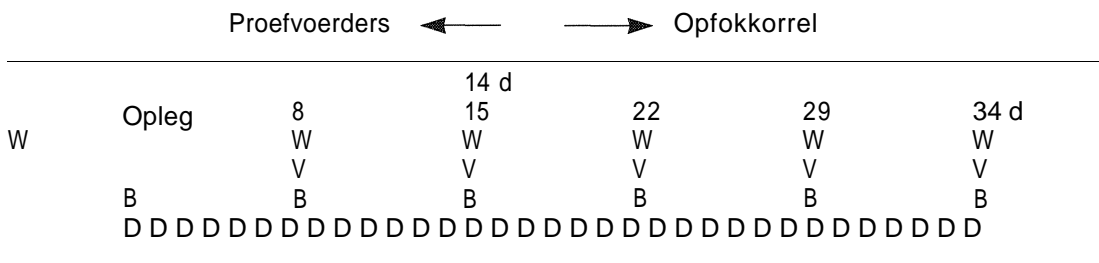 Proefvoerders Opfokkorrel
14 d
Opleg 8 15 22 29 34 d
W W W W W W
V V V V V
B B B B B B
D D D D D D D D D D D D D D D D D D D D D D D D D D D D D D D D D